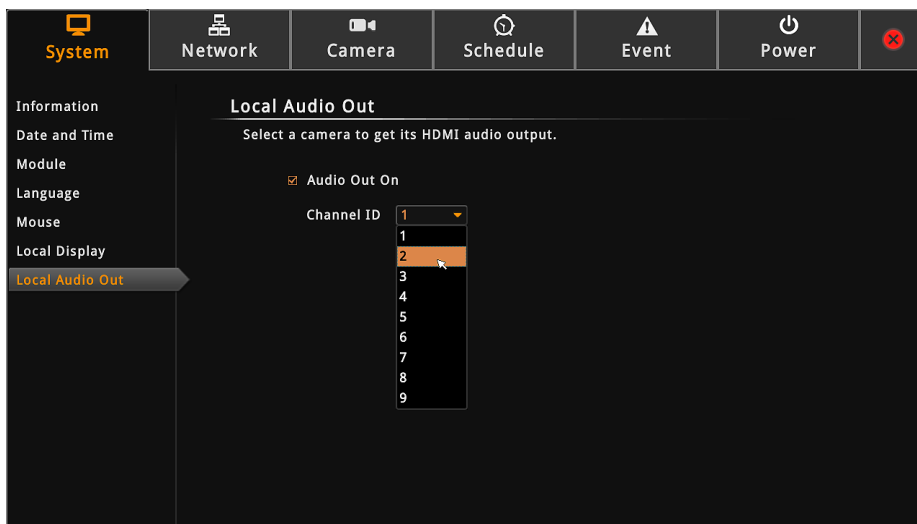 System
Network
Camera
Schedule
Event
Power
Information
Date and Time
Module
Language
Mouse
Local Display
Local Audio Out
Local Audio Out
Select a camera to get its HDMI audio output.
Audio Out On
Channel ID 1
1
2
3
4
5
6
7
8
9